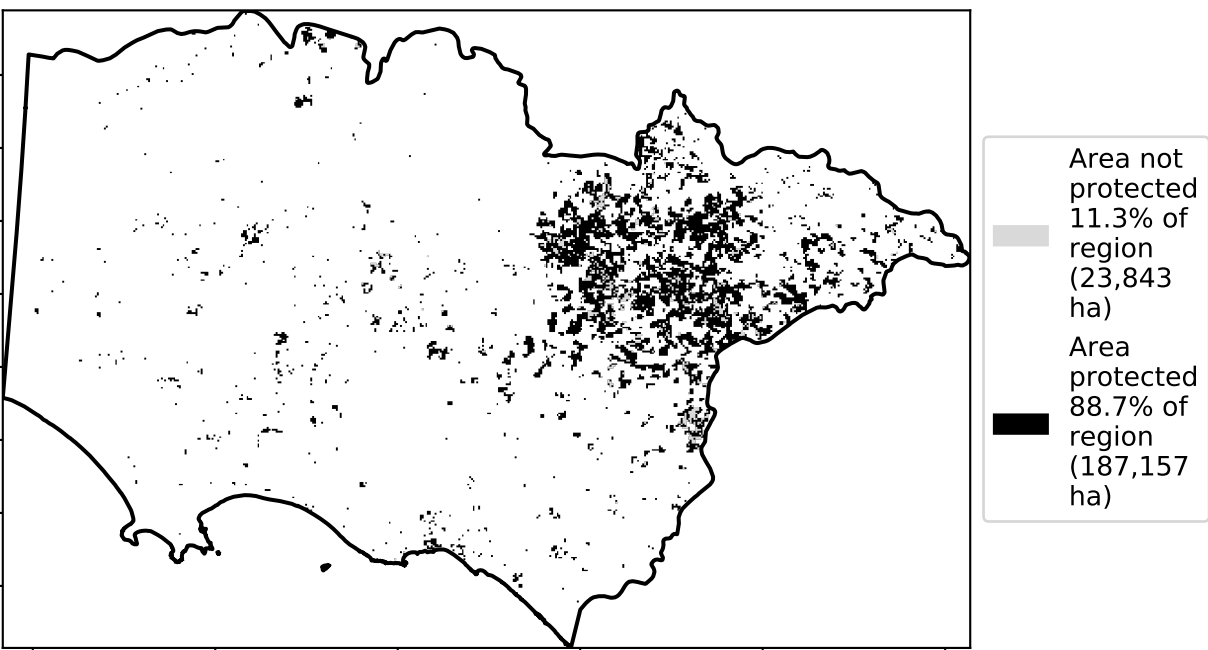 Area not
protected
11.3% of
region
(23,843
ha)
Area
protected
88.7% of
region
(187,157
ha)